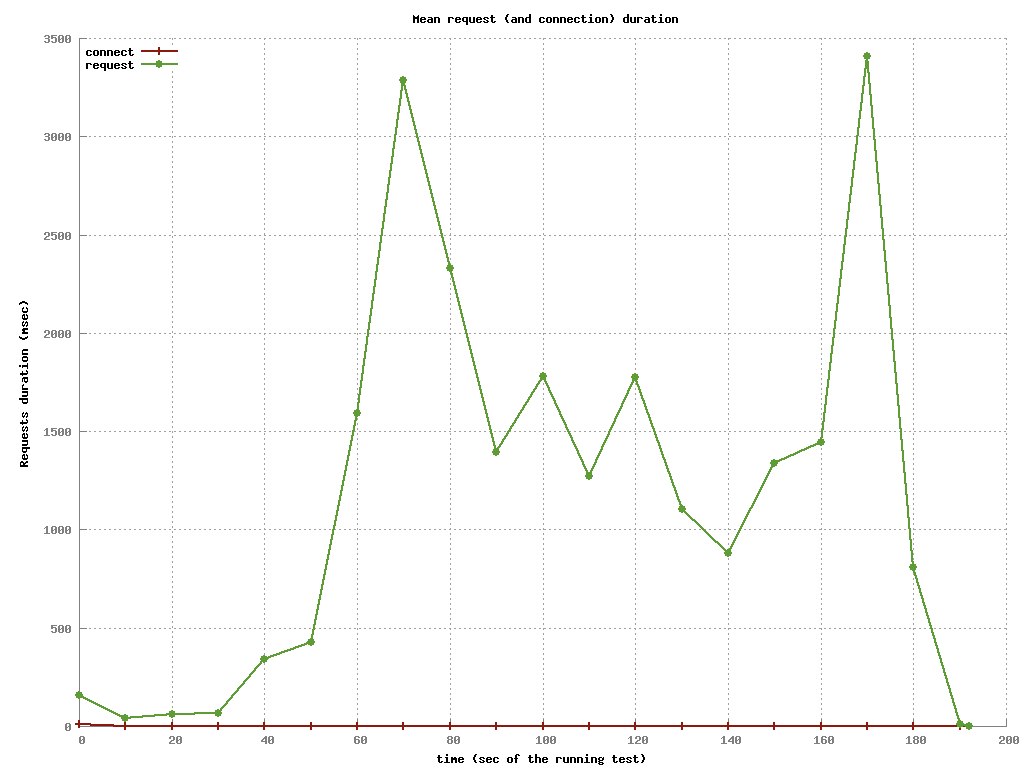 Mean request (and connection) duration
3500
connect
request
3000
2500
2000
1500
1000
500
0
Requests duration (msec)
0 20 40 60 80 100 120 140 160 180 200
time (sec of the running test)